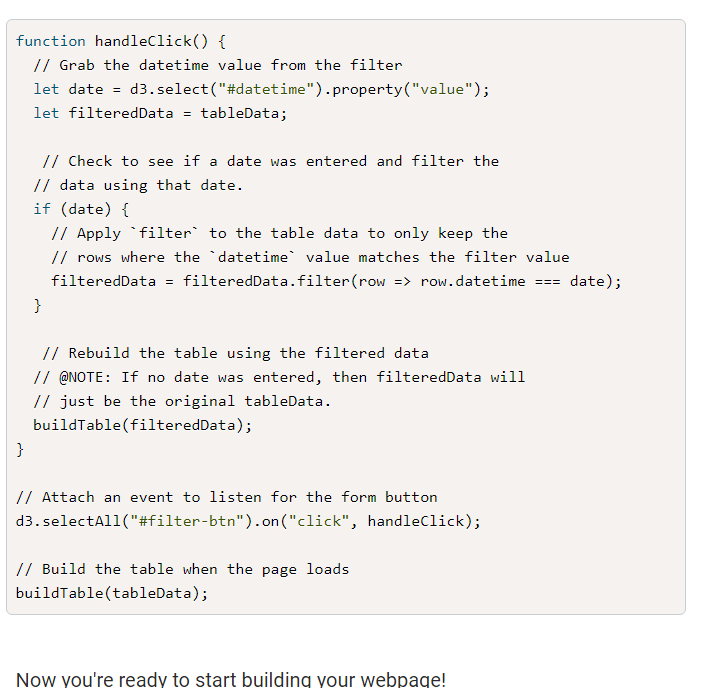 function handleClick() {
  // Grab the datetime value from the filter
  let date = d3.select("#datetime").property("value");
  let filteredData = tableData;

   // Check to see if a date was entered and filter the
  // data using that date.
  if (date) {
    // Apply `filter` to the table data to only keep the
    // rows where the `datetime` value matches the filter value
    filteredData = filteredData.filter(row => row.datetime === date);
  }

   // Rebuild the table using the filtered data
  // @NOTE: If no date was entered, then filteredData will
  // just be the original tableData.
  buildTable(filteredData);
}

// Attach an event to listen for the form button
d3.selectAll("#filter-btn").on("click", handleClick);

// Build the table when the page loads
buildTable(tableData);

Now you're ready to start building your webpage!